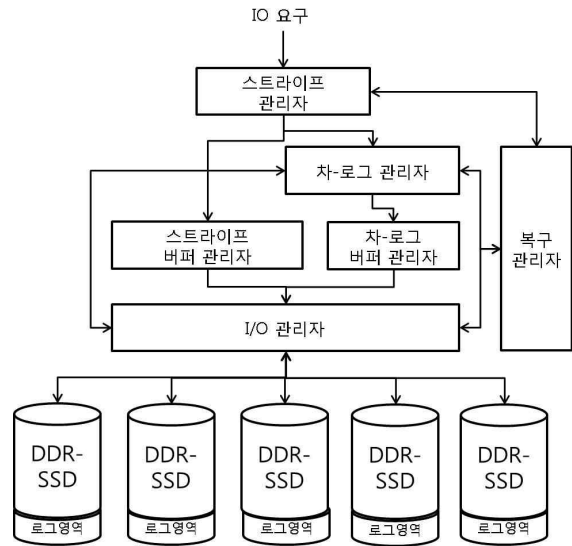 IO 요구
스트라이프
관리자
차-로그 관리자
스트라이프
버퍼 관리자
차-로그
버퍼 관리자
복구
관리자
I/O 관리자
DDR-
SSD
로그영역
DDR-
SSD
로그영역
DDR-
SSD
로그영역
DDR-
SSD
로그영역
DDR-
SSD
로그영역